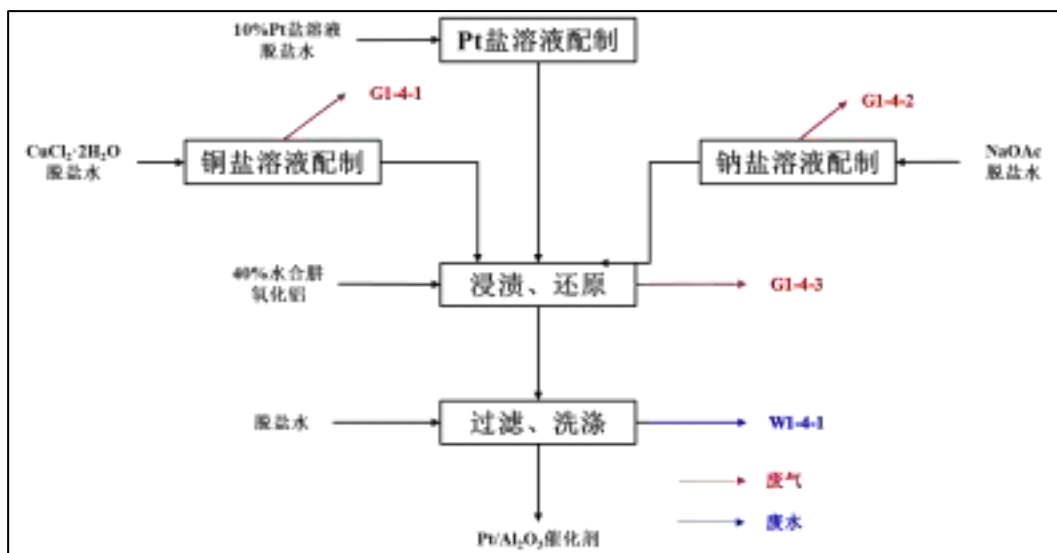 10%Pt盐溶液
脱盐水
Pt盐溶液配制
G1-4-1
G1-4-2
CuCl₂·2H₂O
脱盐水
铜盐溶液配制
钠盐溶液配制
NaOAc
脱盐水
40%水合肼
氧化铝
浸渍、还原
G1-4-3
脱盐水
过滤、洗涤
W1-4-1
废气
废水
Pt/Al₂O₃催化剂